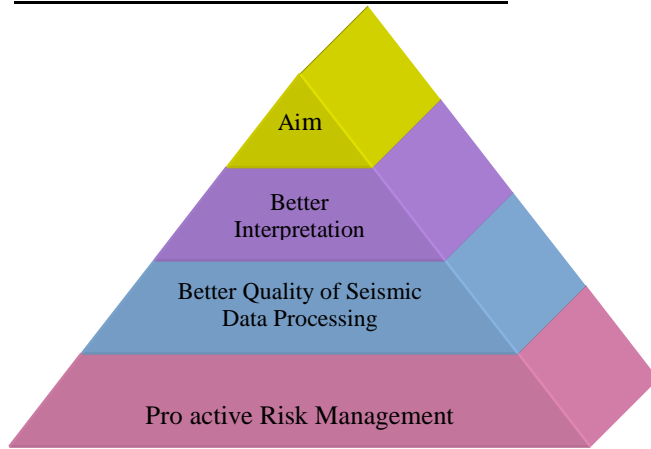 Aim
Better
Interpretation
Better Quality of Seismic
Data Processing
Pro active Risk Management